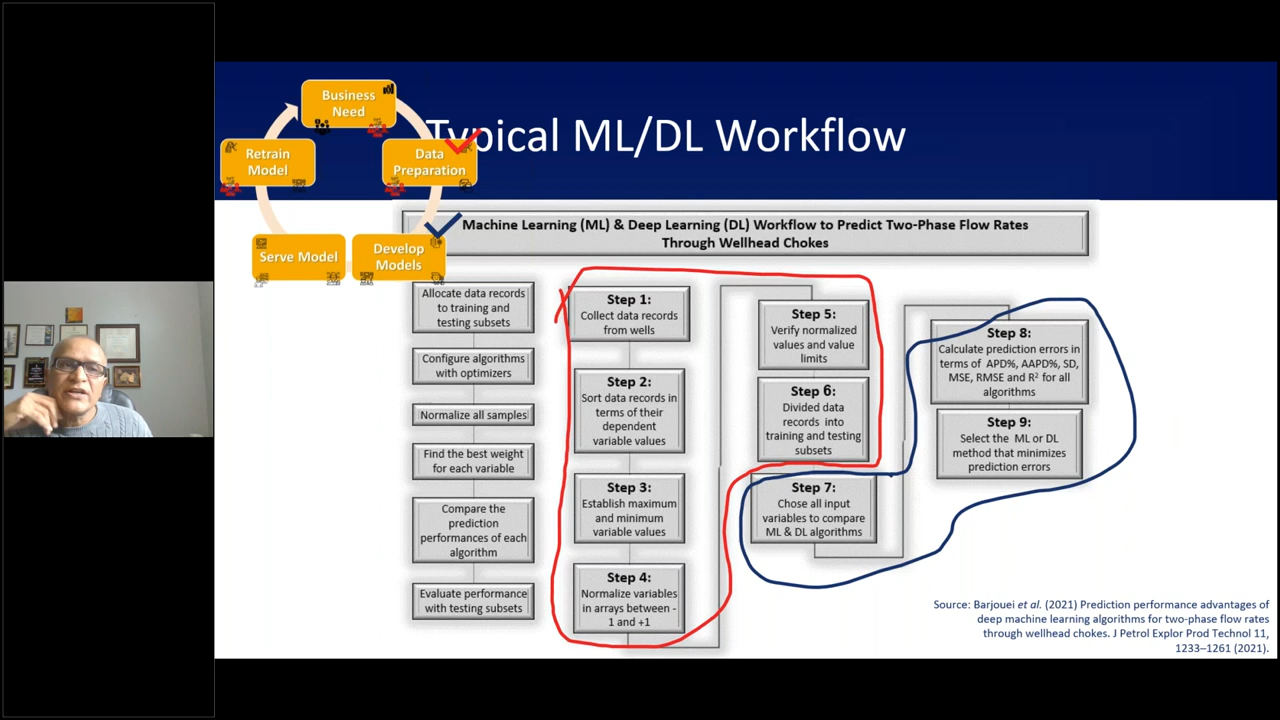 Typical ML/DL Workflow
Business
Need
Data
Preparation
Develop
Models
Serve Model
Retrain
Model
Machine Learning (ML) & Deep Learning (DL) Workflow to Predict Two-Phase Flow Rates
Through Wellhead Chokes
Allocate data records
to training and
testing subsets
Configure algorithms
with optimizers
Normalize all samples
Find the best weight
for each variable
Compare the
prediction
performances of each
algorithm
Evaluate performance
with testing subsets
Step 1:
Collect data records
from wells
Step 2:
Sort data records in
terms of their
dependent
variable values
Step 3:
Establish maximum
and minimum
variable values
Step 4:
Normalize variables
in arrays between -
1 and +1
Step 5:
Verify normalized
values and value
limits
Step 6:
Divided data
records into
training and testing
subsets
Step 7:
Chose all input
variables to compare
ML & DL algorithms
Step 8:
Calculate prediction errors in
terms of APD%, AAPD%, SD,
MSE, RMSE and R² for all
algorithms
Step 9:
Select the ML or DL
method that minimizes
prediction errors
Source: Barjouei et al. (2021) Prediction performance advantages of
deep machine learning algorithms for two-phase flow rates
through wellhead chokes. J Petrol Explor Prod Technol 11,
1233–1261 (2021).